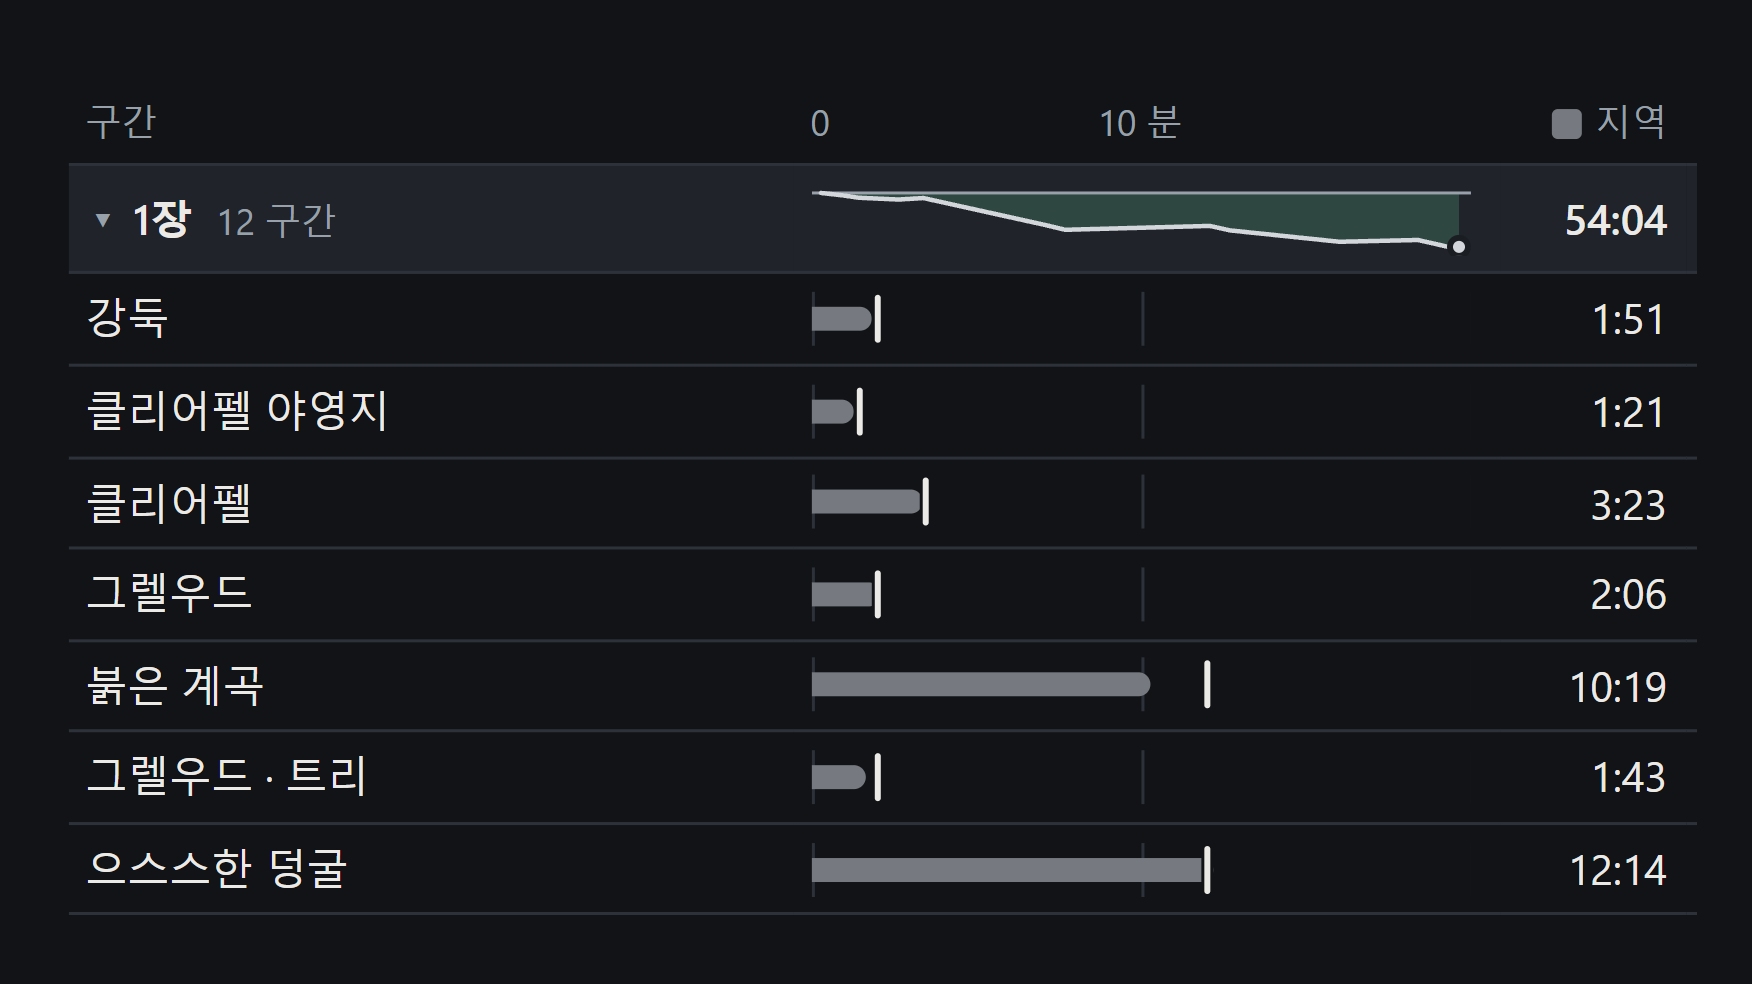 구간 0 10 분 지역
1장 12 구간 54:04
강둑 1:51
클리어펠 야영지 1:21
클리어펠 3:23
그렐우드 2:06
붉은 계곡 10:19
그렐우드 · 트리 1:43
으스스한 덩굴 12:14